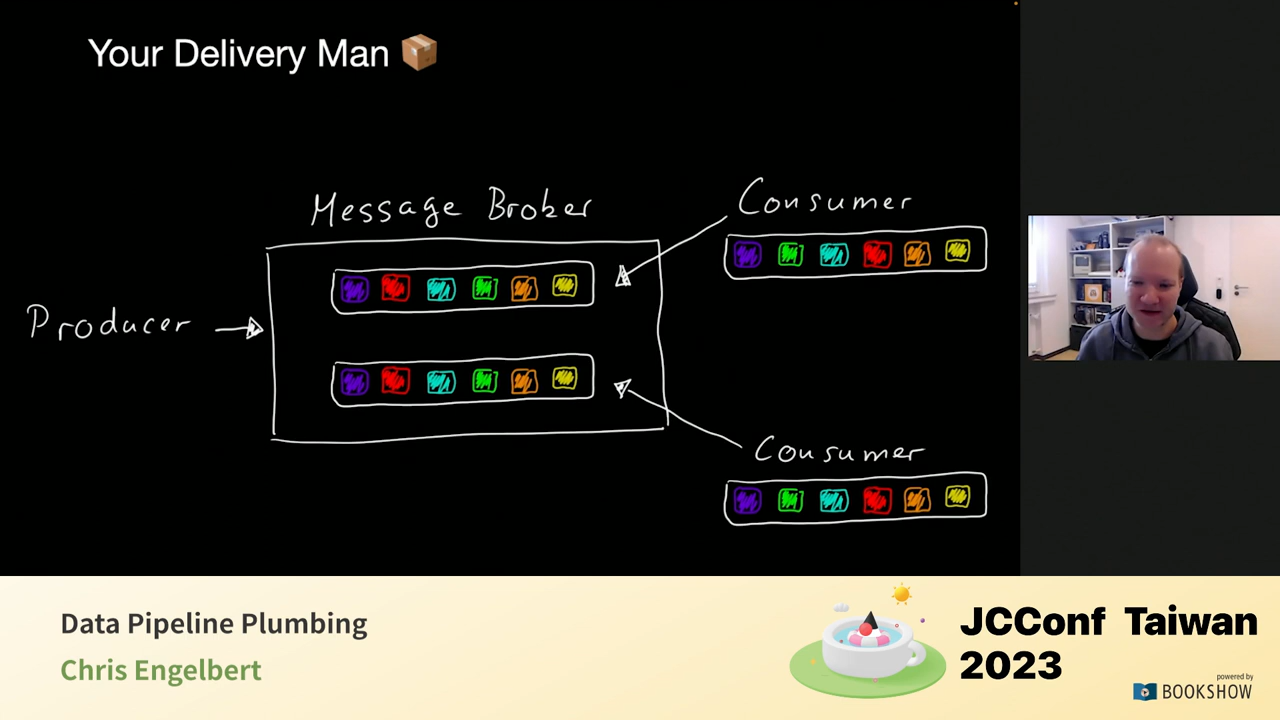 Your Delivery Man 📦
Message Broker
Consumer
Producer
Consumer
Data Pipeline Plumbing
Chris Engelbert
JCConf Taiwan
2023
powered by
BOOKSHOW